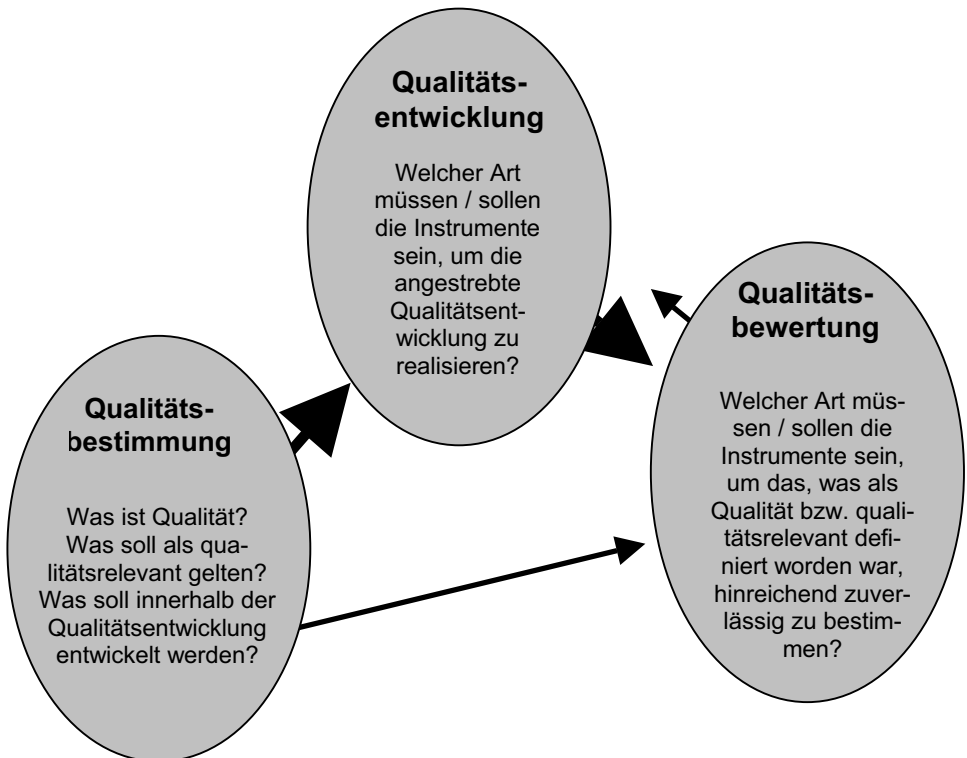 Qualitäts-
entwicklung
Welcher Art
müssen / sollen
die Instrumente
sein, um die
angestrebte
Qualitätsent-
wicklung zu
realisieren?
Qualitäts-
bewertung
Welcher Art müs-
sen / sollen die
Instrumente sein,
um das, was als
Qualität bzw. quali-
tätsrelevant defi-
niert worden war,
hinreichend zuver-
lässig zu bestim-
men?
Qualitäts-
bestimmung
Was ist Qualität?
Was soll als qua-
litätsrelevant gelten?
Was soll innerhalb der
Qualitätsentwicklung
entwickelt werden?